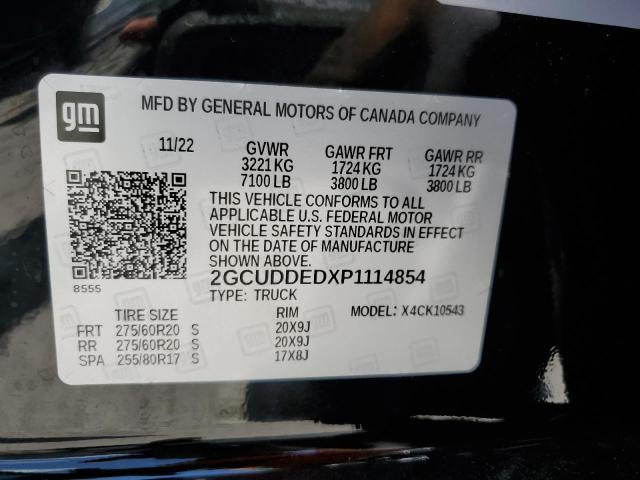 gm
MFD BY GENERAL MOTORS OF CANADA COMPANY
11/22 GVWR GAWR FRT GAWR RR
3221 KG 1724 KG 1724 KG
7100 LB 3800 LB 3800 LB
THIS VEHICLE CONFORMS TO ALL
APPLICABLE U.S. FEDERAL MOTOR
VEHICLE SAFETY STANDARDS IN EFFECT
ON THE DATE OF MANUFACTURE
SHOWN ABOVE.
8555
2GCUDDEDXP1114854
TYPE: TRUCK
TIRE SIZE RIM MODEL: X4CK10543
FRT 275/60R20 S 20X9J
RR 275/60R20 S 20X9J
SPA 255/80R17 S 17X8J